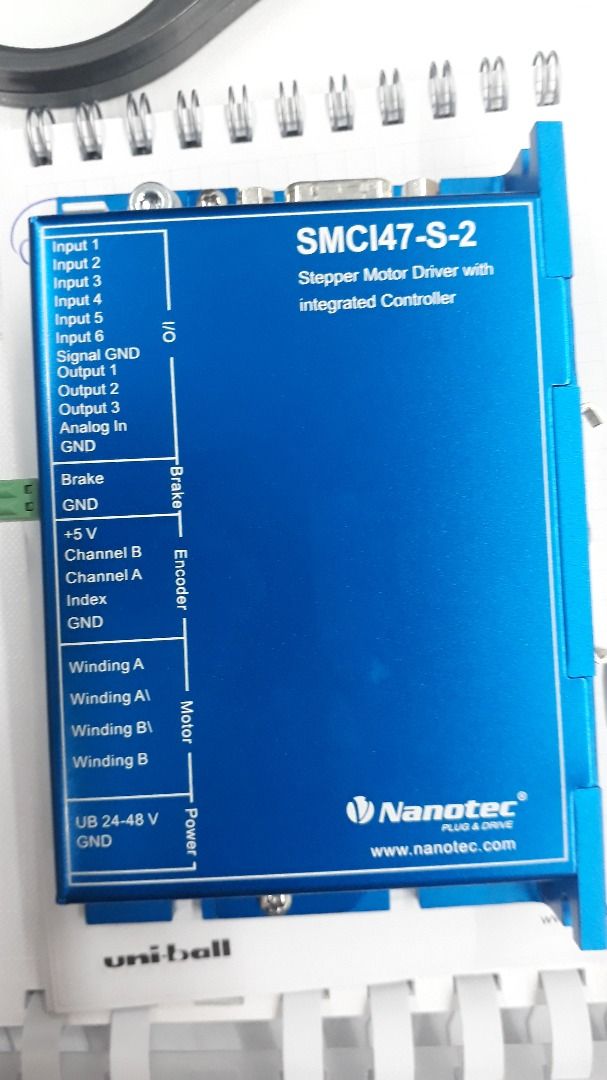 SMCI47-S-2
Stepper Motor Driver with
integrated Controller
Input 1
Input 2
Input 3
Input 4
Input 5
Input 6
Signal GND
Output 1
Output 2
Output 3
Analog In
GND
I/O
Brake
GND
Brake
+5 V
Channel B
Channel A
Index
GND
Encoder
Winding A
Winding A\
Winding B\
Winding B
Motor
UB 24-48 V
GND
Power
Nanotec®
PLUG & DRIVE
www.nanotec.com
uni-ball